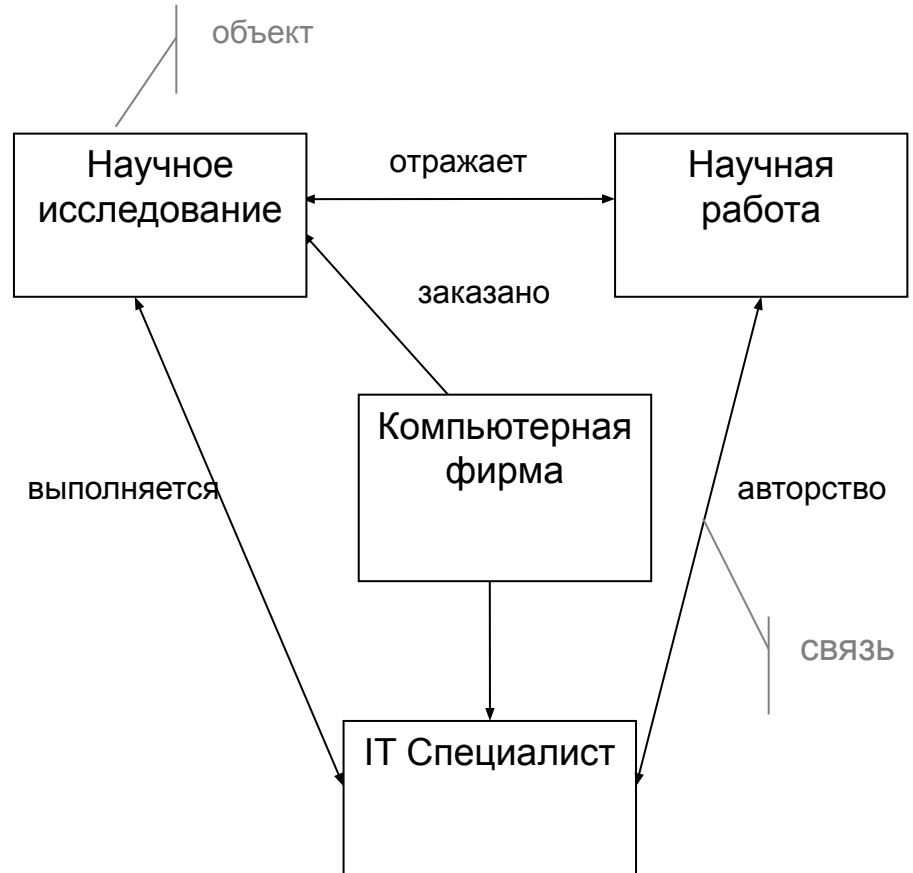 объект
Научное
исследование
отражает
Научная
работа
заказано
Компьютерная
фирма
выполняется
авторство
связь
IT Специалист